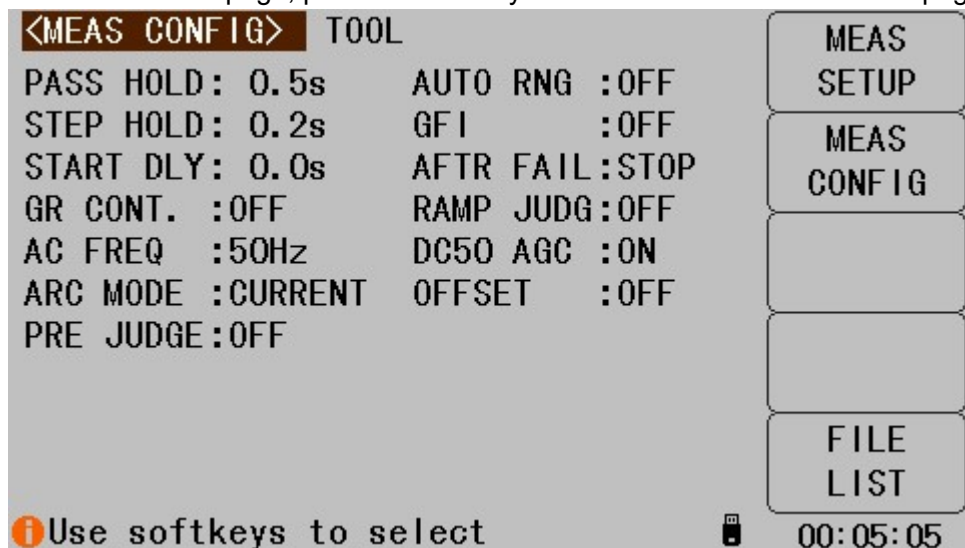 <MEAS CONFIG> TOOL
PASS HOLD: 0.5s AUTO RNG :OFF
STEP HOLD: 0.2s GFI :OFF
START DLY: 0.0s AFTR FAIL:STOP
GR CONT. :OFF RAMP JUDG:OFF
AC FREQ :50Hz DC50 AGC :ON
ARC MODE :CURRENT OFFSET :OFF
PRE JUDGE:OFF
Use softkeys to select
MEAS
SETUP
MEAS
CONFIG
FILE
LIST
00:05:05